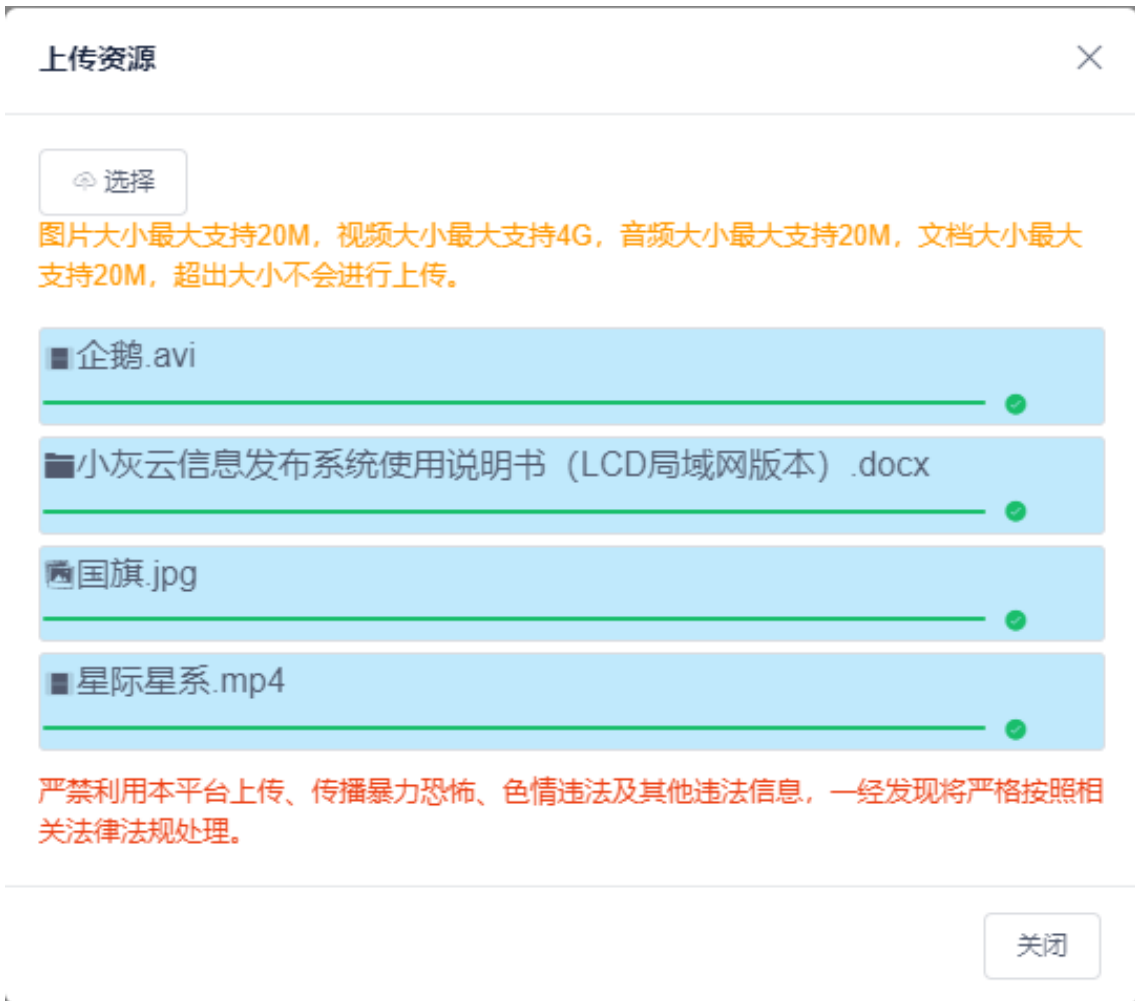 上传资源
选择
图片大小最大支持20M，视频大小最大支持4G，音频大小最大支持20M，文档大小最大
支持20M，超出大小不会进行上传。
企鹅.avi
小灰云信息发布系统使用说明书（LCD局域网版本）.docx
国旗.jpg
星际星系.mp4
严禁利用本平台上传、传播暴力恐怖、色情违法及其他违法信息，一经发现将严格按照相
关法律法规处理。
关闭